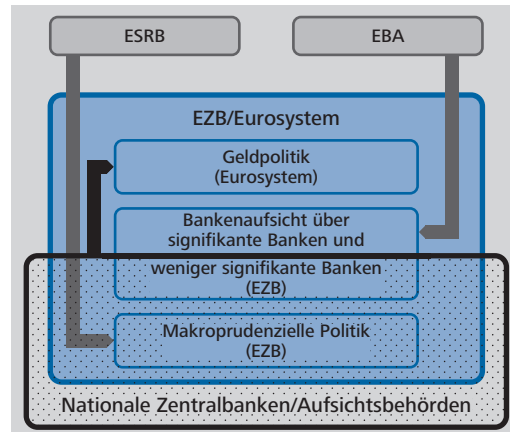 ESRB
EBA
EZB/Eurosystem
Geldpolitik
(Eurosystem)
Bankenaufsicht über
signifikante Banken und
weniger signifikante Banken
(EZB)
Makroprudenzielle Politik
(EZB)
Nationale Zentralbanken/Aufsichtsbehörden